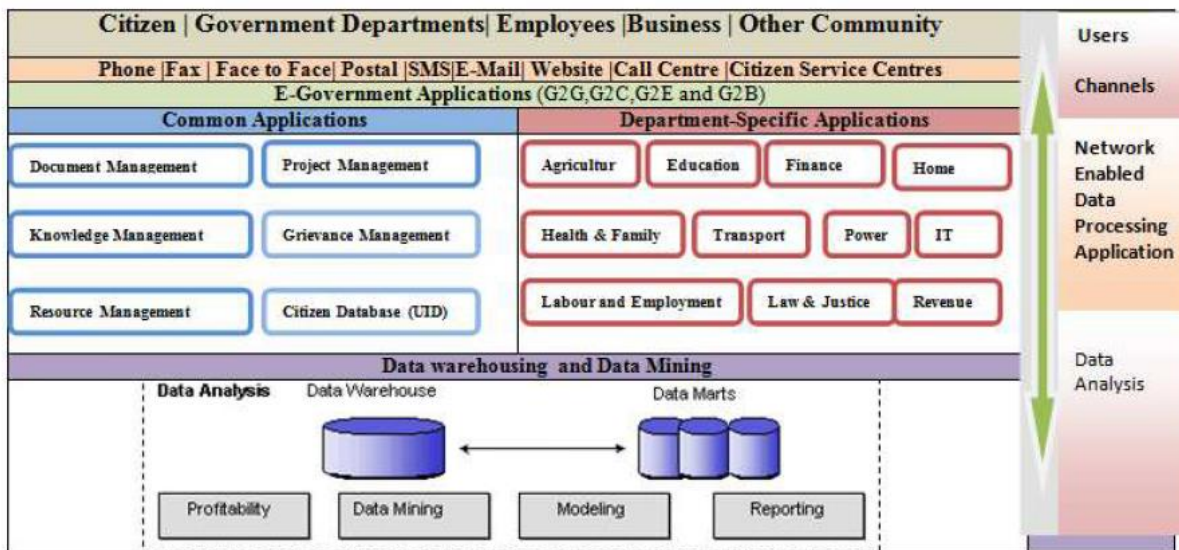 Citizen | Government Departments| Employees |Business | Other Community
Phone |Fax | Face to Face| Postal |SMS|E-Mail| Website |Call Centre |Citizen Service Centres
E-Government Applications (G2G,G2C,G2E and G2B)
Common Applications
Department-Specific Applications
Document Management
Project Management
Knowledge Management
Grievance Management
Resource Management
Citizen Database (UID)
Agricultur
Education
Finance
Home
Health & Family
Transport
Power
IT
Labour and Employment
Law & Justice
Revenue
Data warehousing and Data Mining
Data Analysis
Data Warehouse
Data Marts
Profitability
Data Mining
Modeling
Reporting
Users
Channels
Network
Enabled
Data
Processing
Application
Data
Analysis